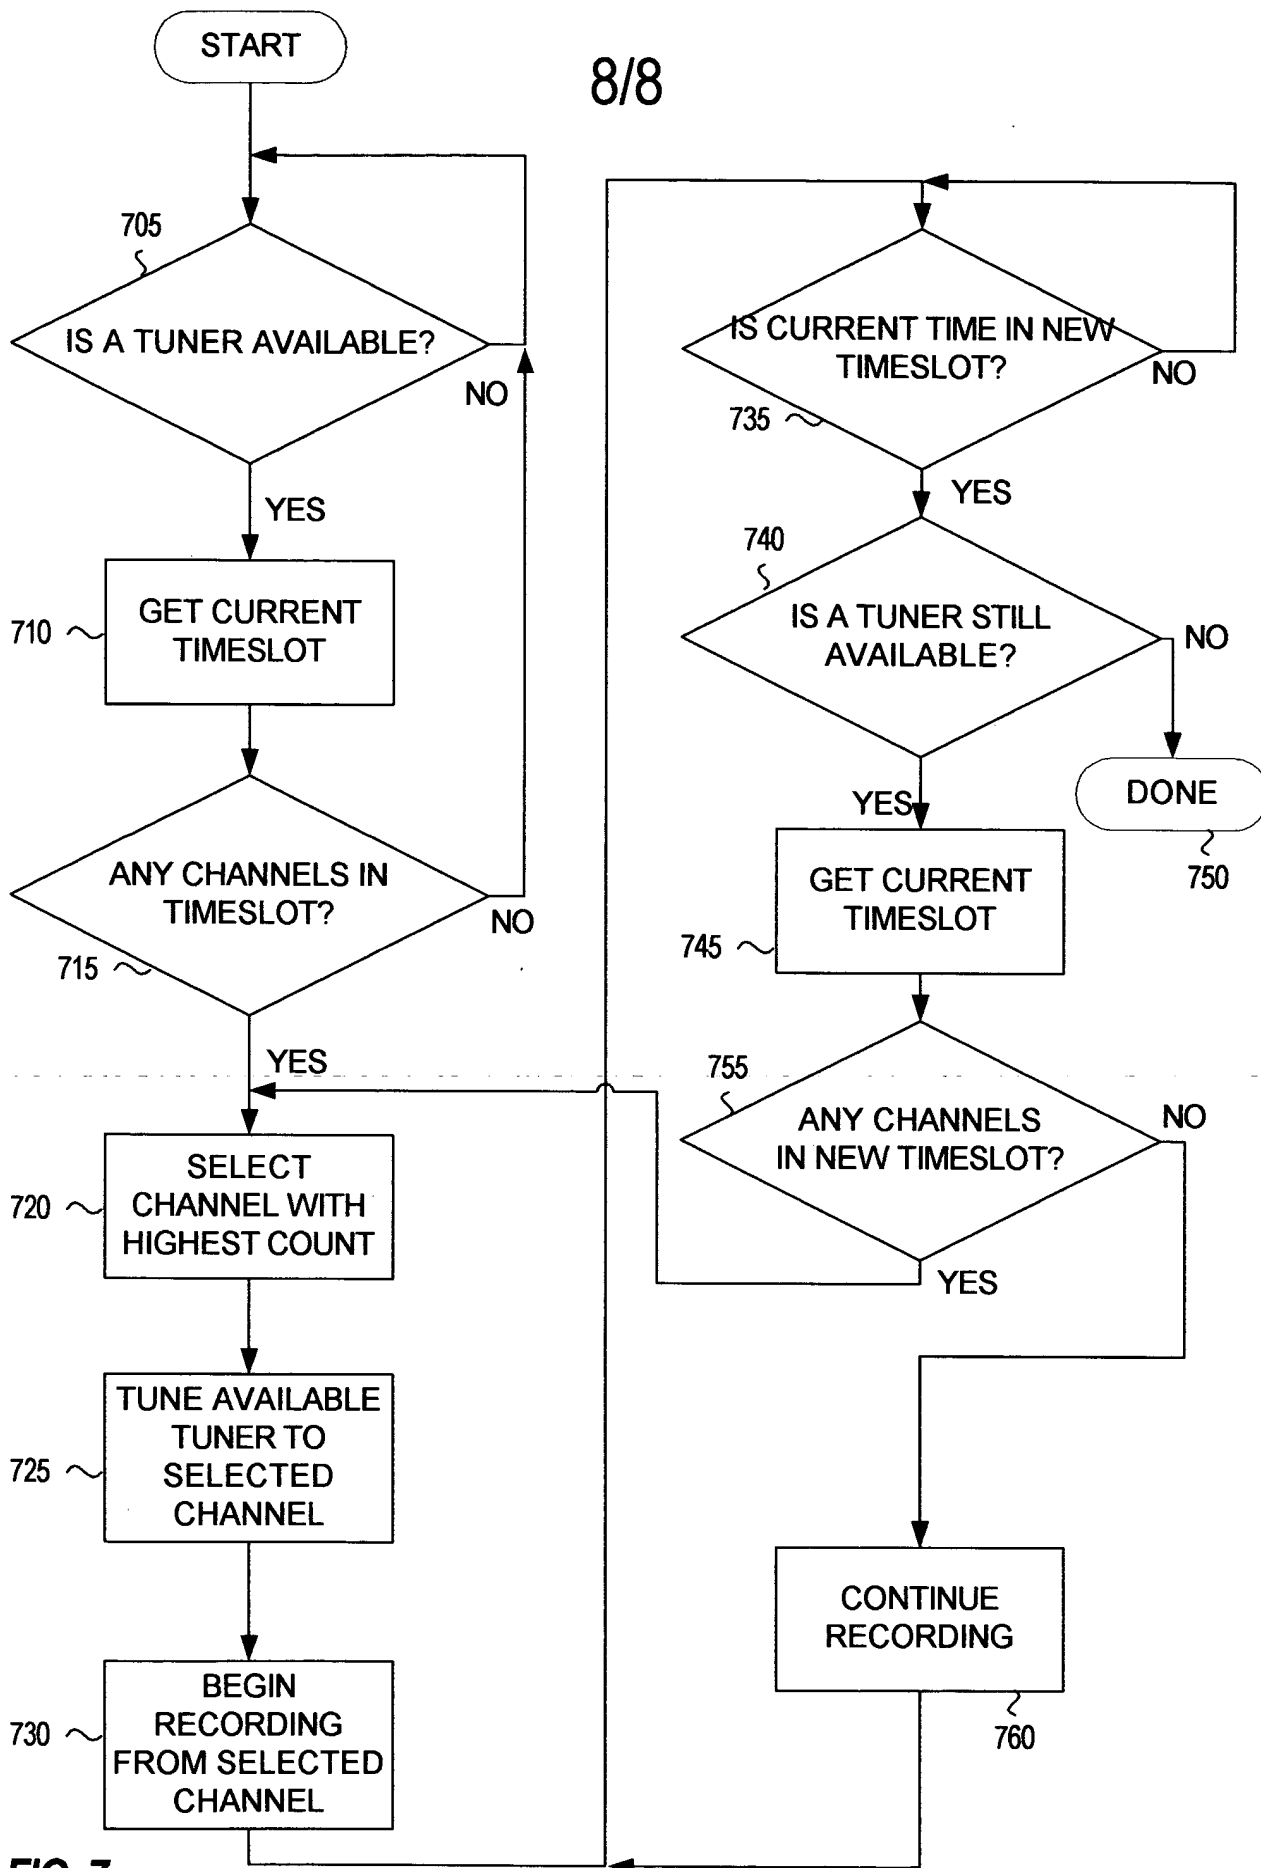 START
8/8
705
IS A TUNER AVAILABLE?
NO
YES
710
GET CURRENT
TIMESLOT
ANY CHANNELS IN
TIMESLOT?
NO
715
YES
720
SELECT
CHANNEL WITH
HIGHEST COUNT
725
TUNE AVAILABLE
TUNER TO
SELECTED
CHANNEL
730
BEGIN
RECORDING
FROM SELECTED
CHANNEL
IS CURRENT TIME IN NEW
TIMESLOT?
NO
735
YES
740
IS A TUNER STILL
AVAILABLE?
NO
YES
DONE
750
GET CURRENT
TIMESLOT
745
755
ANY CHANNELS
IN NEW TIMESLOT?
NO
YES
CONTINUE
RECORDING
760